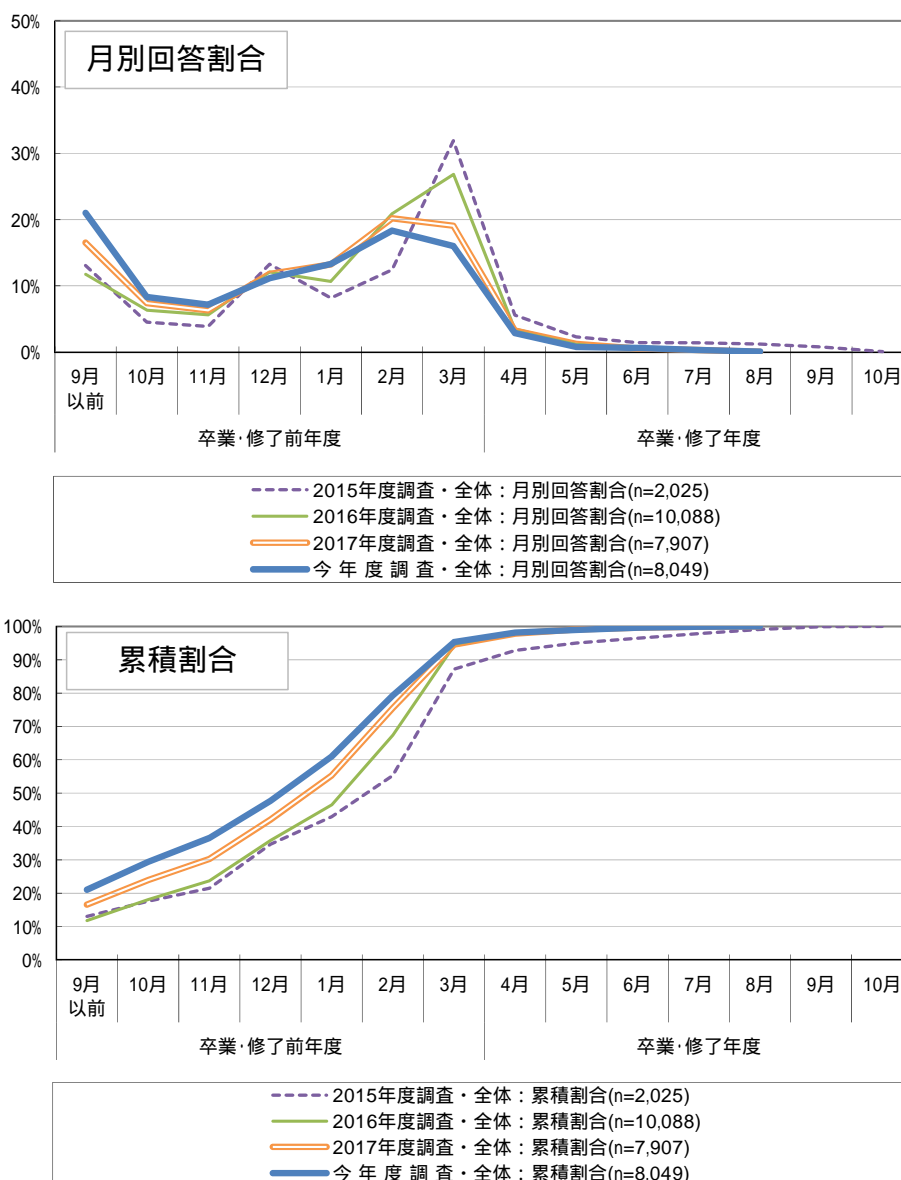 月別回答割合
50%
40%
30%
20%
10%
0%
9月
以前
10月
11月
12月
1月
2月
3月
4月
5月
6月
7月
8月
9月
10月
卒業･修了前年度
卒業･修了年度
2015年度調査・全体：月別回答割合(n=2,025)
2016年度調査・全体：月別回答割合(n=10,088)
2017年度調査・全体：月別回答割合(n=7,907)
今 年 度 調 査・全体：月別回答割合(n=8,049)
累積割合
100%
90%
80%
70%
60%
50%
40%
30%
20%
10%
0%
9月
以前
10月
11月
12月
1月
2月
3月
4月
5月
6月
7月
8月
9月
10月
卒業･修了前年度
卒業･修了年度
2015年度調査・全体：累積割合(n=2,025)
2016年度調査・全体：累積割合(n=10,088)
2017年度調査・全体：累積割合(n=7,907)
今 年 度 調 査・全体：累積割合(n=8,049)